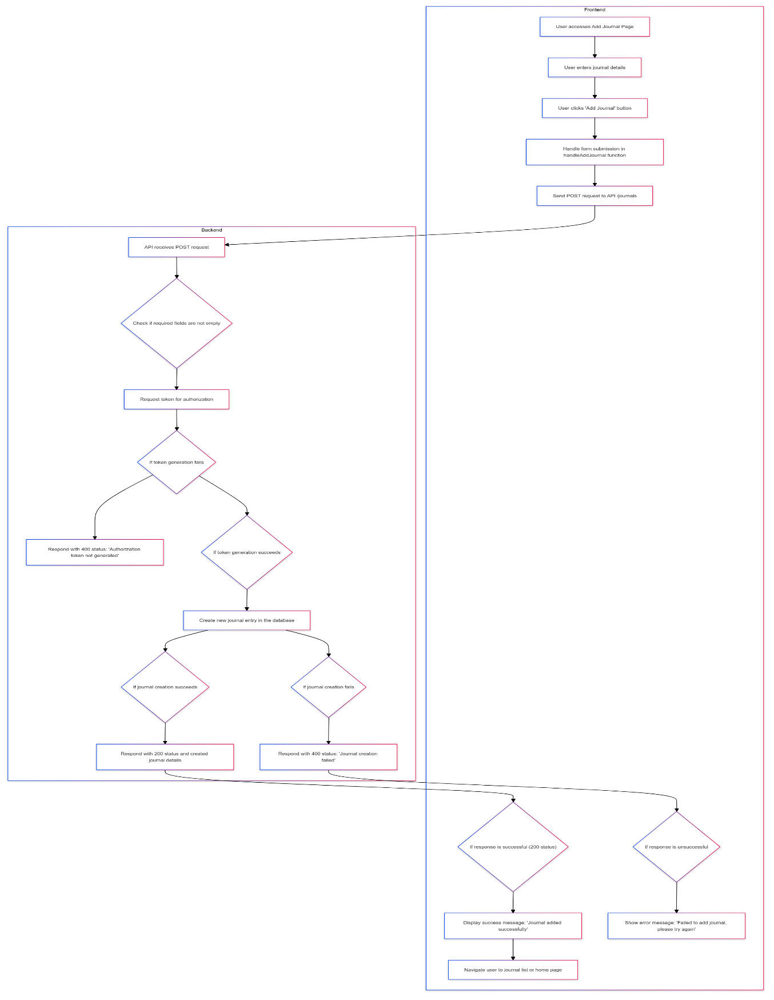 Frontend
User accesses Add Journal Page
User enters journal details
User clicks 'Add Journal' button
Handle form submission in
handleAddJournal function
Send POST request to API /journals
Backend
API receives POST request
Check if required fields are not empty
Request token for authorization
If token generation fails
Respond with 400 status: 'Authorization
token not generated'
If token generation succeeds
Create new journal entry in the database
If journal creation succeeds
If journal creation fails
Respond with 200 status and created
journal details
Respond with 400 status: 'Journal creation
failed'
If response is successful (200 status)
If response is unsuccessful
Display success message: 'Journal added
successfully'
Show error message: 'Failed to add journal,
please try again'
Navigate user to journal list or home page